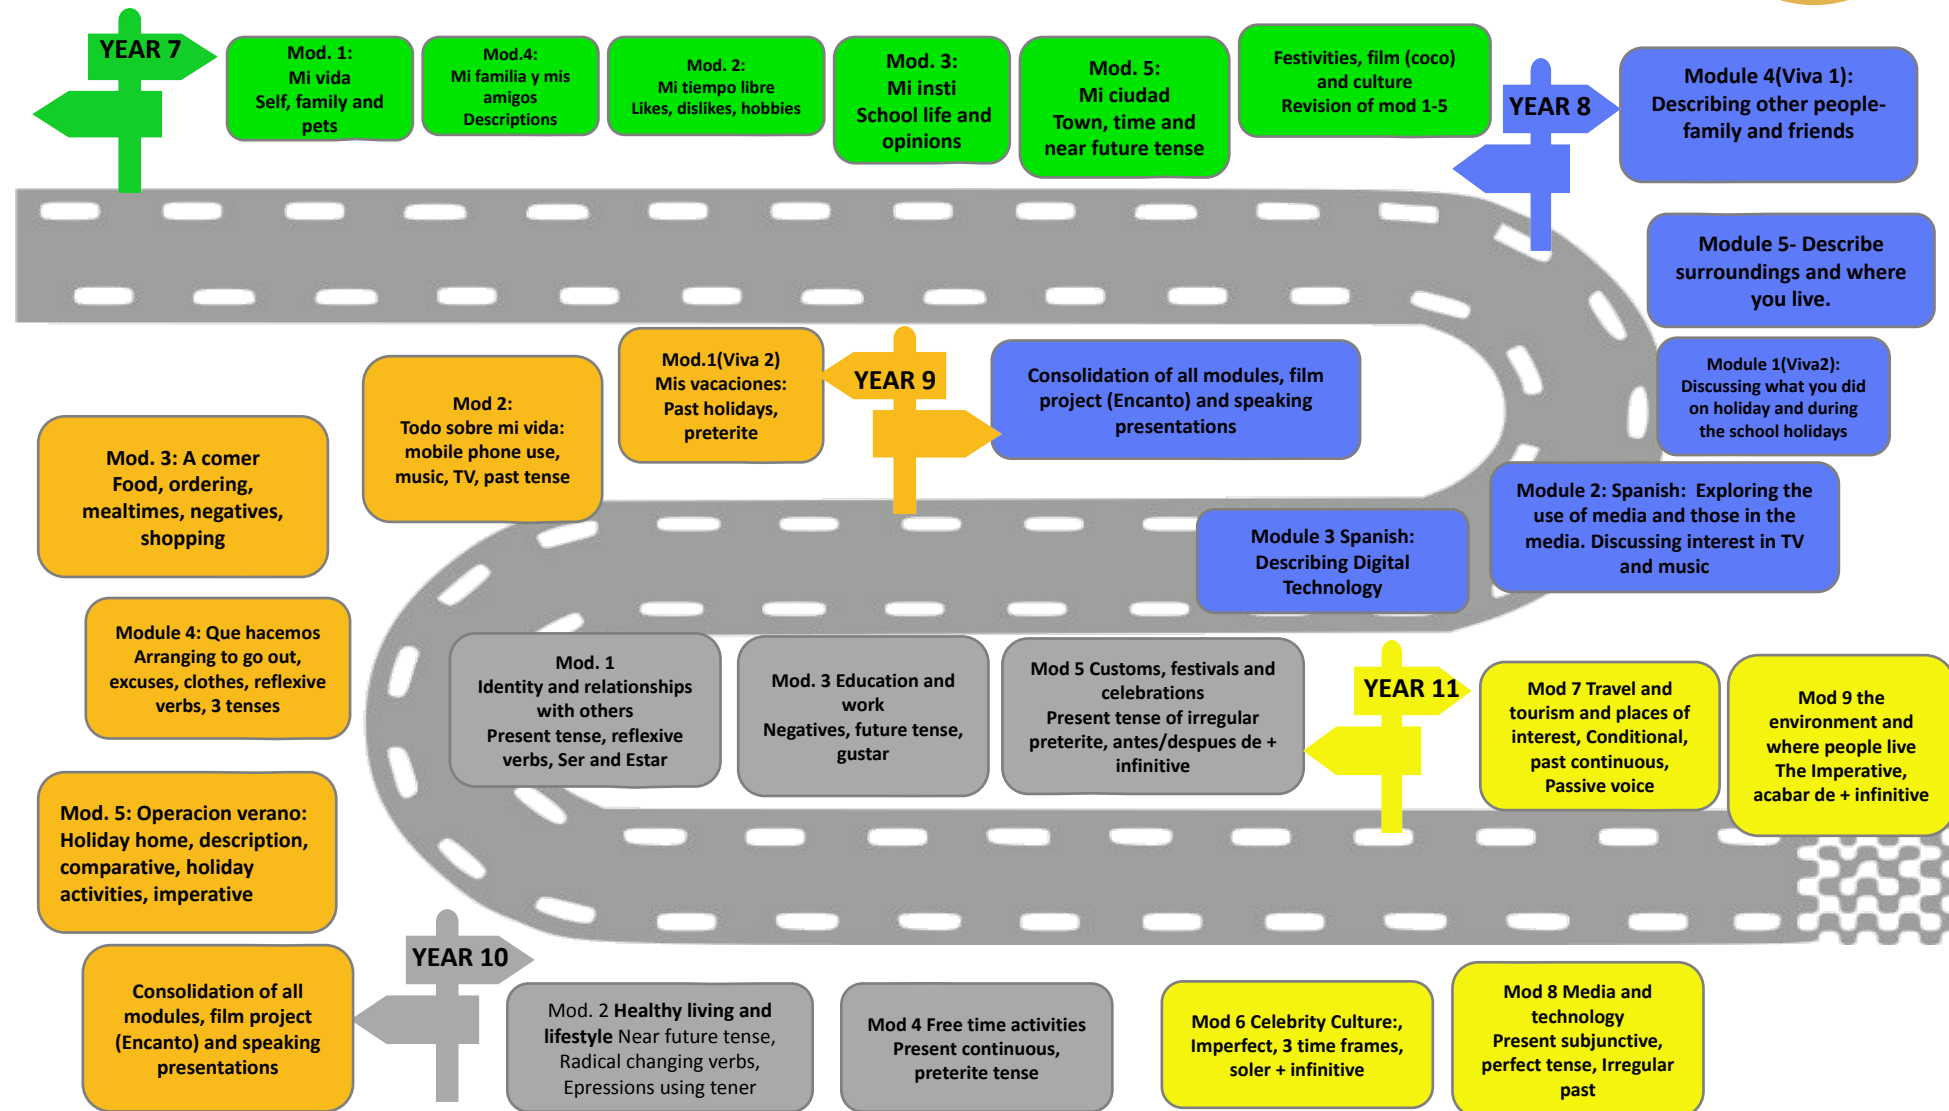 YEAR 7
Mod. 1:
Mi vida
Self, family and
pets
Mod.4:
Mi familia y mis
amigos
Descriptions
Mod. 2:
Mi tiempo libre
Likes, dislikes, hobbies
Mod. 3:
Mi insti
School life and
opinions
Mod. 5:
Mi ciudad
Town, time and
near future tense
Festivities, film (coco)
and culture
Revision of mod 1-5
YEAR 8
Module 4(Viva 1):
Describing other people-
family and friends
Module 5- Describe
surroundings and where
you live.
Module 1(Viva2):
Discussing what you did
on holiday and during
the school holidays
Module 2: Spanish: Exploring the
use of media and those in the
media. Discussing interest in TV
and music
Module 3 Spanish:
Describing Digital
Technology
Consolidation of all modules, film
project (Encanto) and speaking
presentations
YEAR 9
Mod.1(Viva 2)
Mis vacaciones:
Past holidays,
preterite
Mod 2:
Todo sobre mi vida:
mobile phone use,
music, TV, past tense
Mod. 3: A comer
Food, ordering,
mealtimes, negatives,
shopping
Module 4: Que hacemos
Arranging to go out,
excuses, clothes, reflexive
verbs, 3 tenses
Mod. 5: Operacion verano:
Holiday home, description,
comparative, holiday
activities, imperative
Consolidation of all
modules, film project
(Encanto) and speaking
presentations
YEAR 10
Mod. 1
Identity and relationships
with others
Present tense, reflexive
verbs, Ser and Estar
Mod. 2 Healthy living and
lifestyle Near future tense,
Radical changing verbs,
Epressions using tener
Mod. 3 Education and
work
Negatives, future tense,
gustar
Mod 4 Free time activities
Present continuous,
preterite tense
Mod 5 Customs, festivals and
celebrations
Present tense of irregular
preterite, antes/despues de +
infinitive
YEAR 11
Mod 6 Celebrity Culture:,
Imperfect, 3 time frames,
soler + infinitive
Mod 7 Travel and
tourism and places of
interest, Conditional,
past continuous,
Passive voice
Mod 8 Media and
technology
Present subjunctive,
perfect tense, Irregular
past
Mod 9 the
environment and
where people live
The Imperative,
acabar de + infinitive